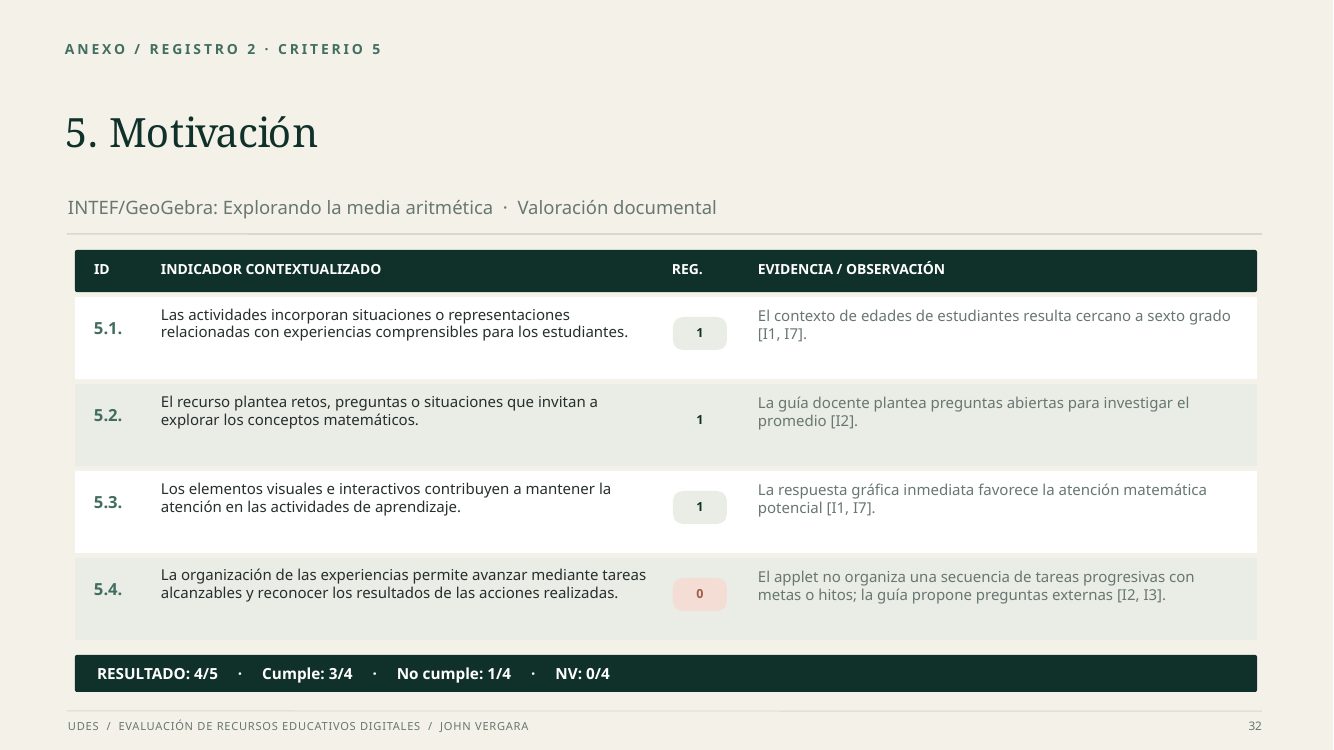 ANEXO / REGISTRO 2 · CRITERIO 5
5. Motivación
INTEF/GeoGebra: Explorando la media aritmética · Valoración documental
ID INDICADOR CONTEXTUALIZADO REG. EVIDENCIA / OBSERVACIÓN
5.1. Las actividades incorporan situaciones o representaciones
relacionadas con experiencias comprensibles para los estudiantes.
1
El contexto de edades de estudiantes resulta cercano a sexto grado
[I1, I7].
5.2. El recurso plantea retos, preguntas o situaciones que invitan a
explorar los conceptos matemáticos.
1
La guía docente plantea preguntas abiertas para investigar el
promedio [I2].
5.3. Los elementos visuales e interactivos contribuyen a mantener la
atención en las actividades de aprendizaje.
1
La respuesta gráfica inmediata favorece la atención matemática
potencial [I1, I7].
5.4. La organización de las experiencias permite avanzar mediante tareas
alcanzables y reconocer los resultados de las acciones realizadas.
0
El applet no organiza una secuencia de tareas progresivas con
metas o hitos; la guía propone preguntas externas [I2, I3].
RESULTADO: 4/5 · Cumple: 3/4 · No cumple: 1/4 · NV: 0/4
UDES / EVALUACIÓN DE RECURSOS EDUCATIVOS DIGITALES / JOHN VERGARA 32